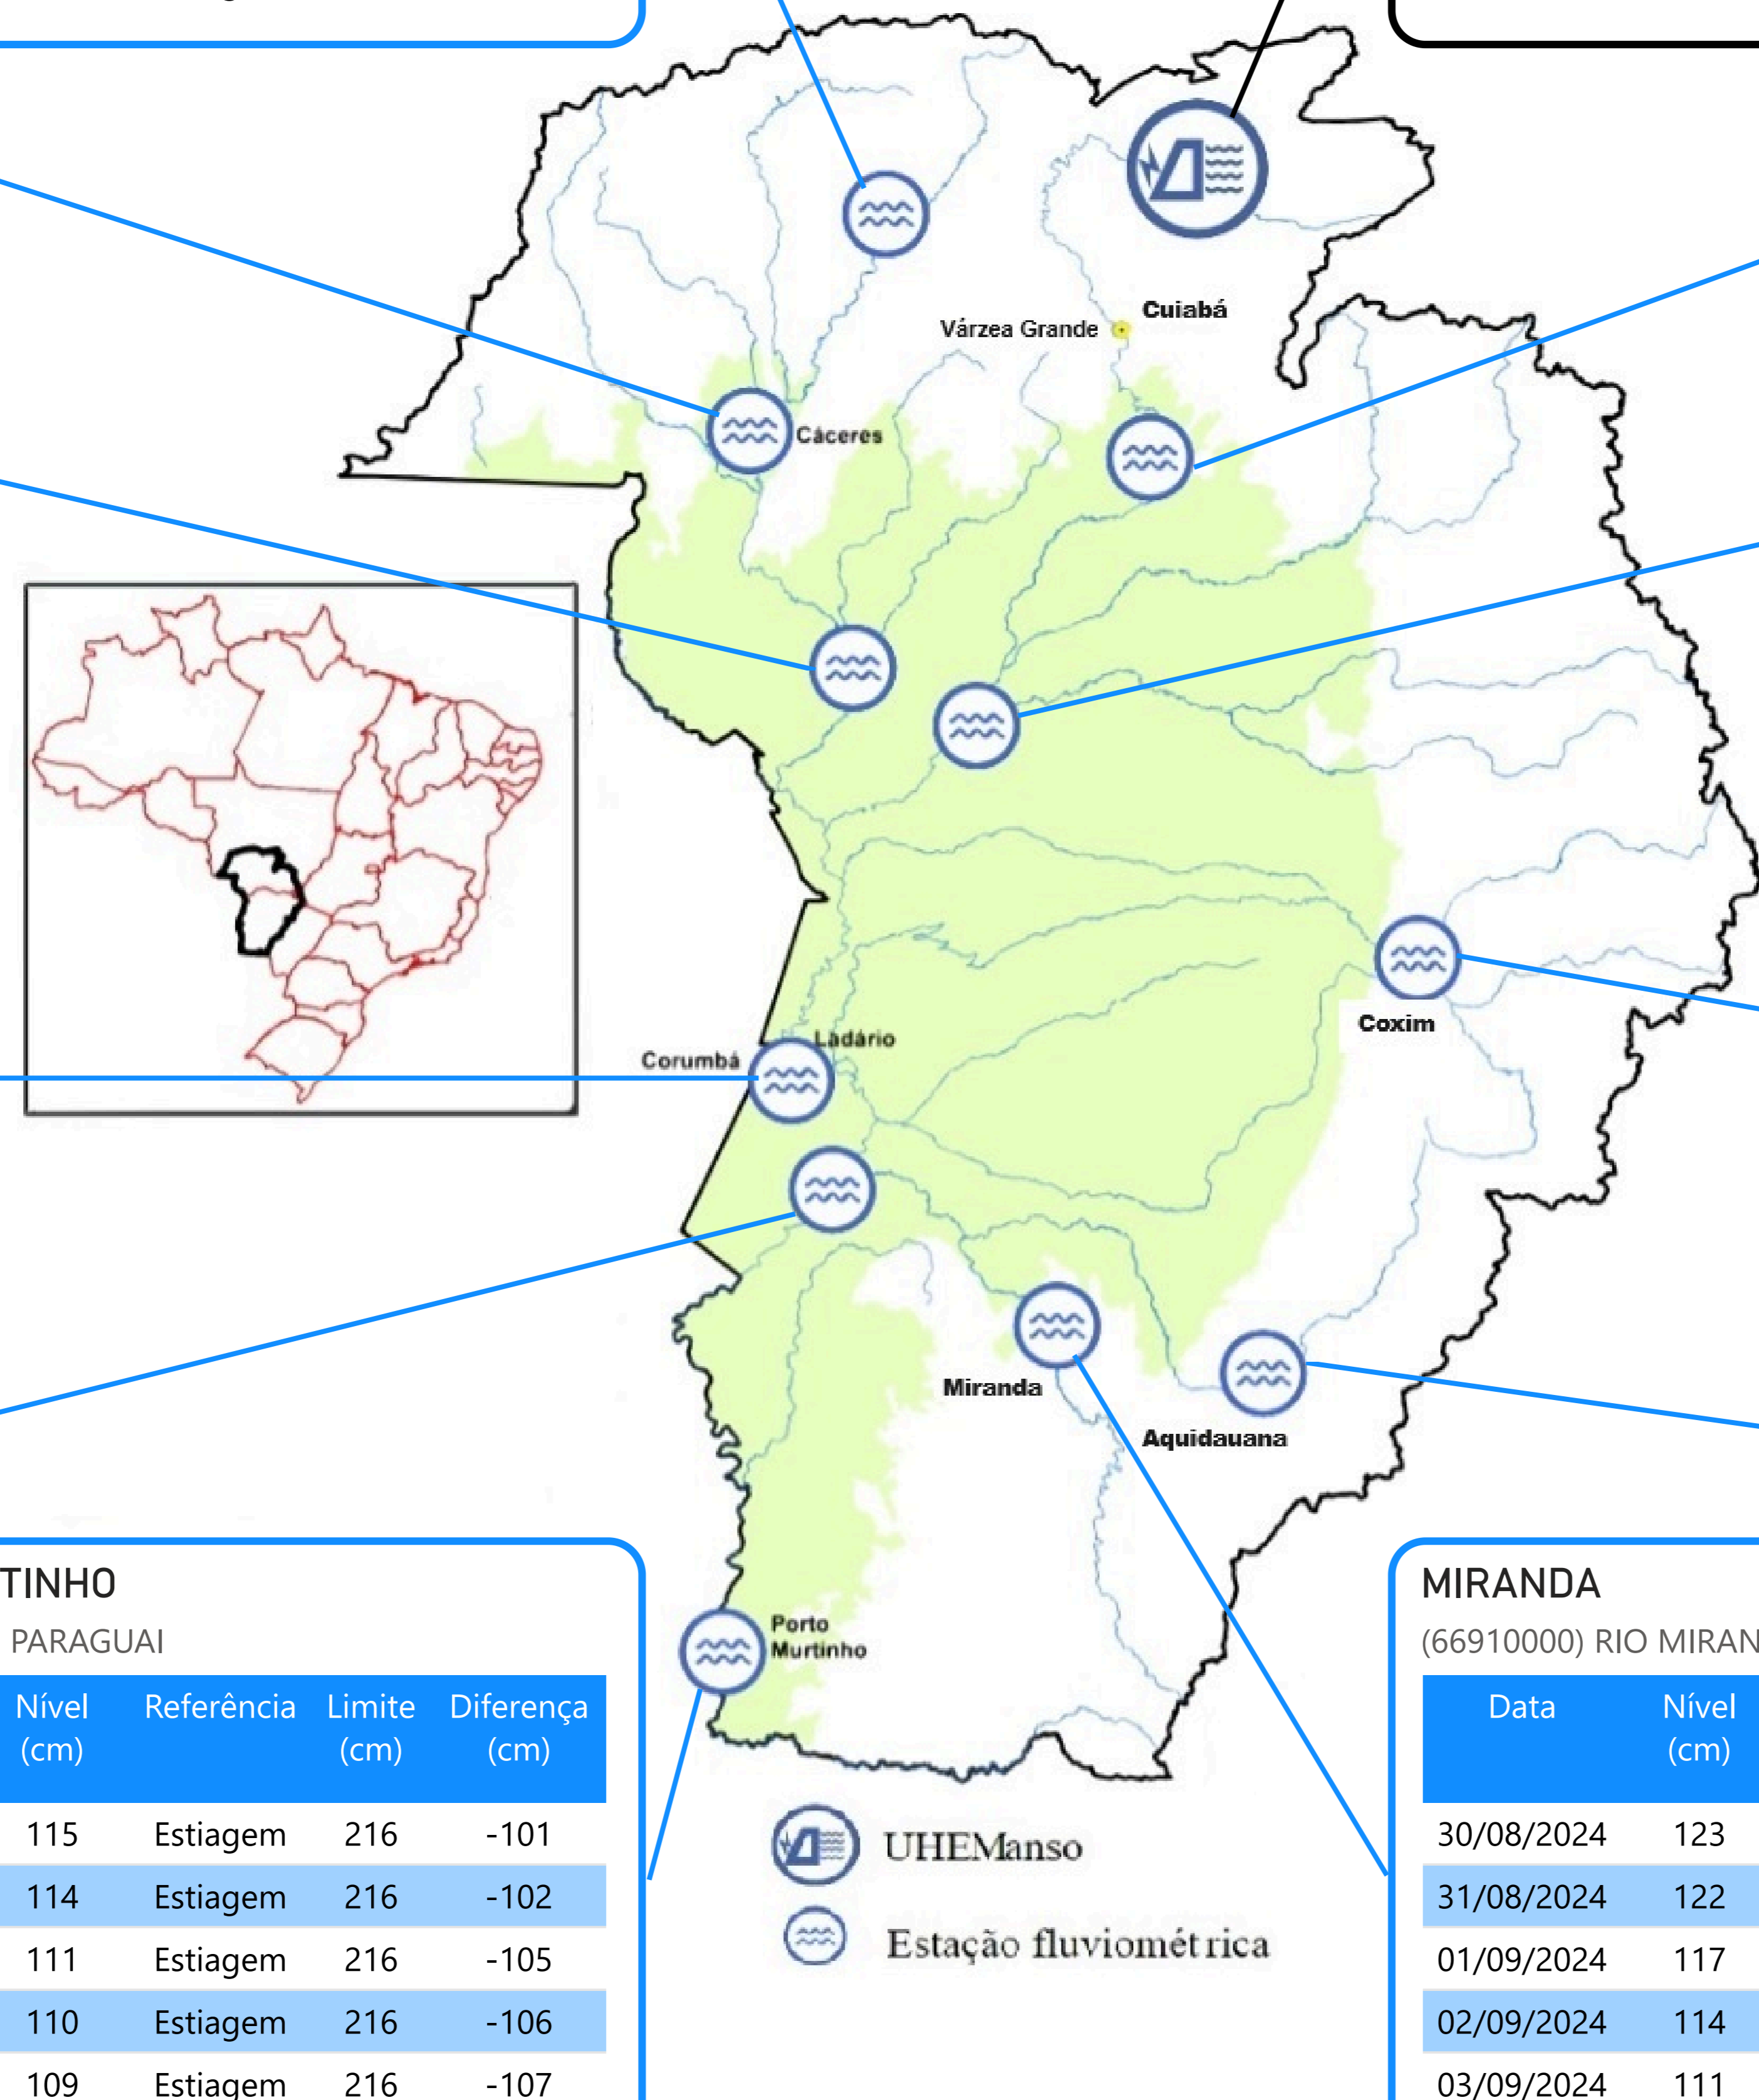 Cuiabá
Várzea Grande
Cáceres
Coxim
Ladário
Corumbá
Miranda
Aquidauana
Porto
Murtinho
UHEManso
Estação fluviométrica
TINHO
PARAGUAI
Nível (cm) Referência Limite (cm) Diferença (cm)
115 Estiagem 216 -101
114 Estiagem 216 -102
111 Estiagem 216 -105
110 Estiagem 216 -106
109 Estiagem 216 -107
MIRANDA
(66910000) RIO MIRAN
Data Nível (cm)
30/08/2024 123
31/08/2024 122
01/09/2024 117
02/09/2024 114
03/09/2024 111